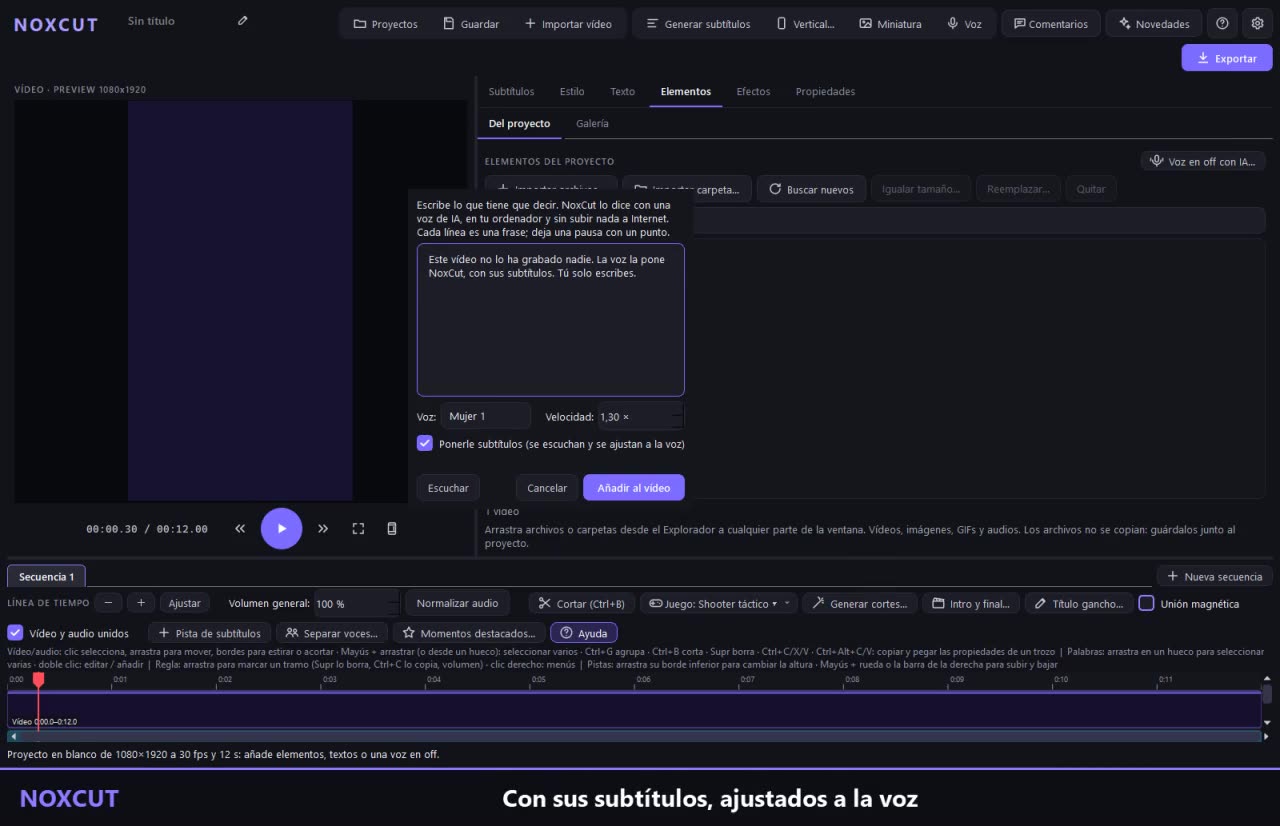 NOXCUT
Sin título
Proyectos
Guardar
Importar vídeo
Generar subtítulos
Vertical...
Miniatura
Voz
Comentarios
Novedades
Exportar
VÍDEO · PREVIEW 1080x1920
Subtítulos
Estilo
Texto
Elementos
Efectos
Propiedades
Del proyecto
Galería
ELEMENTOS DEL PROYECTO
Voz en off con IA...
Importar archivo...
Importar carpeta...
Buscar nuevos
Igualar tamaño...
Reemplazar...
Quitar
Escribe lo que tiene que decir. NoxCut lo dice con una
voz de IA, en tu ordenador y sin subir nada a Internet.
Cada línea es una frase; deja una pausa con un punto.
Este vídeo no lo ha grabado nadie. La voz la pone
NoxCut, con sus subtítulos. Tú solo escribes.
Voz:
Mujer 1
Velocidad:
1,30 ×
Ponerle subtítulos (se escuchan y se ajustan a la voz)
Escuchar
Cancelar
Añadir al vídeo
1 vídeo
Arrastra archivos o carpetas desde el Explorador a cualquier parte de la ventana. Vídeos, imágenes, GIFs y audios. Los archivos no se copian: guárdalos junto al
proyecto.
00:00.30 / 00:12.00
Secuencia 1
Nueva secuencia
LÍNEA DE TIEMPO
Ajustar
Volumen general:
100 %
Normalizar audio
Cortar (Ctrl+B)
Juego: Shooter táctico
Generar cortes...
Intro y final...
Título gancho...
Unión magnética
Vídeo y audio unidos
Pista de subtítulos
Separar voces...
Momentos destacados...
Ayuda
Vídeo/audio: clic selecciona, arrastra para mover, bordes para estirar o acortar · Mayús + arrastrar (o desde un hueco): seleccionar varios · Ctrl+G agrupa · Ctrl+B corta · Supr borra · Ctrl+C/X/V · Ctrl+Alt+C/V: copiar y pegar las propiedades de un trozo | Palabras: arrastra en un hueco para seleccionar
varias · doble clic: editar / añadir | Regla: arrastra para marcar un tramo (Supr lo borra, Ctrl+C lo copia, volumen) · clic derecho: menús | Pistas: arrastra su borde inferior para cambiar la altura · Mayús + rueda o la barra de la derecha para subir y bajar
0:00
0:01
0:02
0:03
0:04
0:05
0:06
0:07
0:08
0:09
0:10
0:11
Vídeo 0:00.0–0:12.0
Proyecto en blanco de 1080×1920 a 30 fps y 12 s: añade elementos, textos o una voz en off.
NOXCUT
Con sus subtítulos, ajustados a la voz